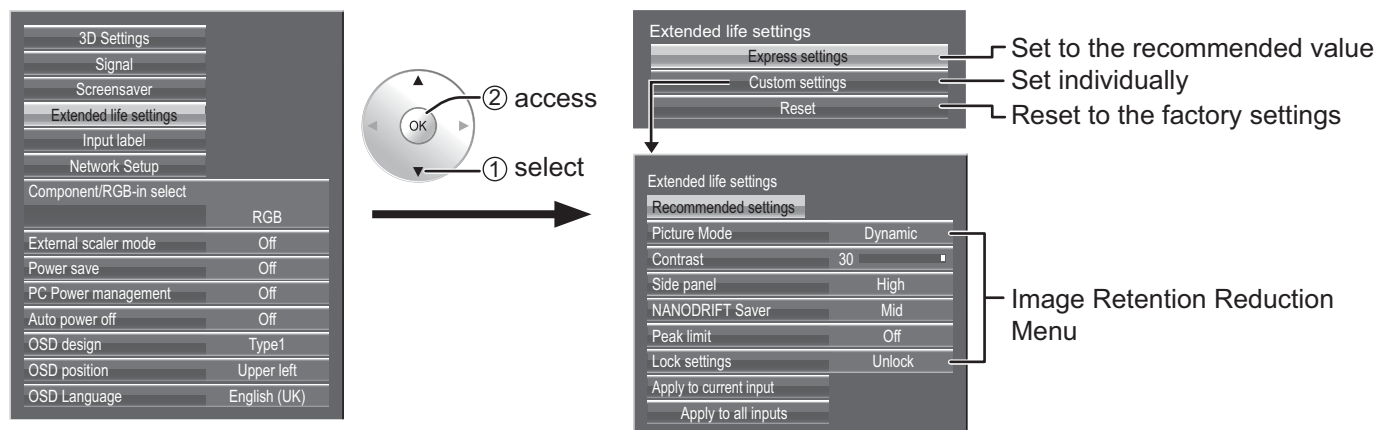 3D Settings
Signal
Screensaver
Extended life settings
Input label
Network Setup
Component/RGB-in select
RGB
External scaler mode Off
Power save Off
PC Power management Off
Auto power off Off
OSD design Type1
OSD position Upper left
OSD Language English (UK)
OK
② access
① select
Extended life settings
Express settings
Custom settings
Reset
Set to the recommended value
Set individually
Reset to the factory settings
Extended life settings
Recommended settings
Picture Mode Dynamic
Contrast 30
Side panel High
NANODRIFT Saver Mid
Peak limit Off
Lock settings Unlock
Apply to current input
Apply to all inputs
Image Retention Reduction
Menu